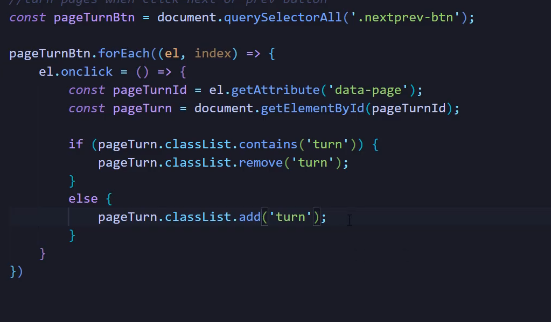 //turn pages when click next or prev button
const pageTurnBtn = document.querySelectorAll('.nextprev-btn');
pageTurnBtn.forEach((el, index) => {
el.onclick = () => {
const pageTurnId = el.getAttribute('data-page');
const pageTurn = document.getElementById(pageTurnId);
if (pageTurn.classList.contains('turn')) {
pageTurn.classList.remove('turn');
}
else {
pageTurn.classList.add('turn');
}
}
})